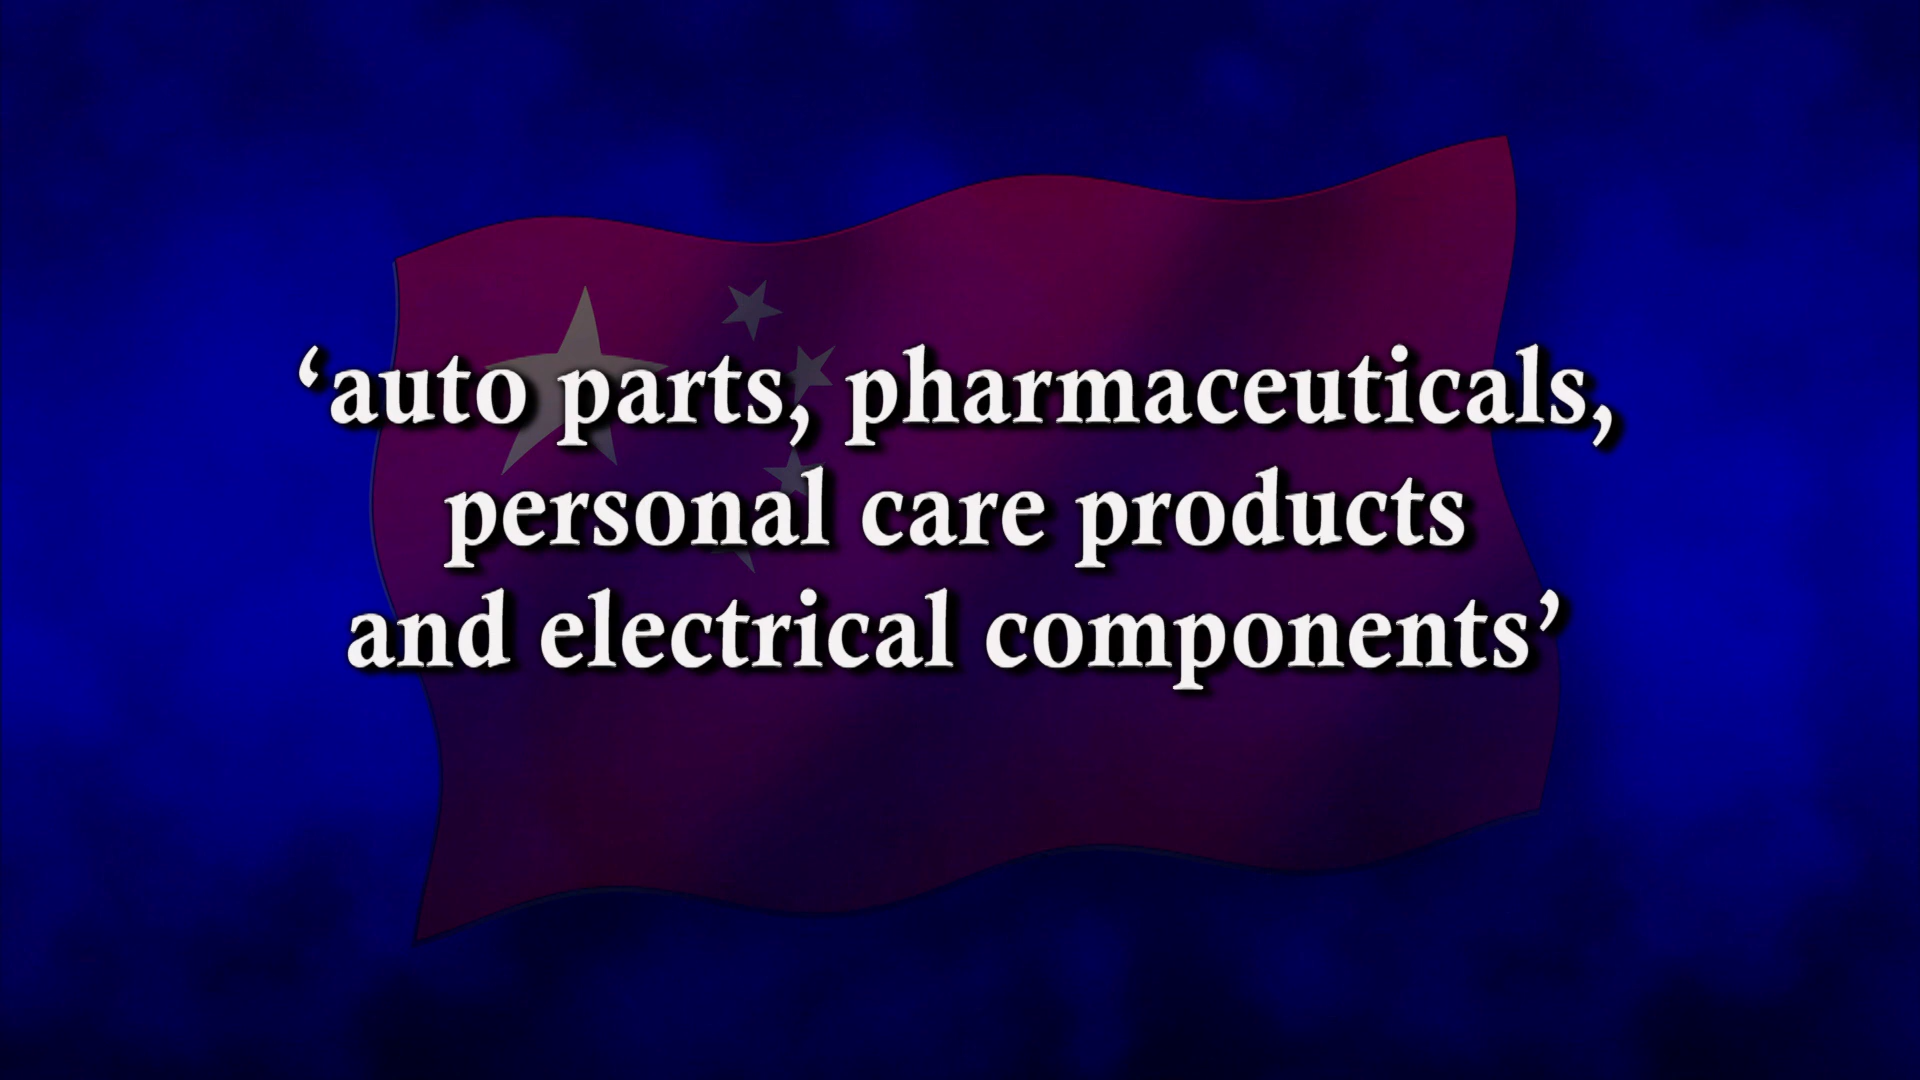 ‘auto parts, pharmaceuticals,
personal care products
and electrical components’